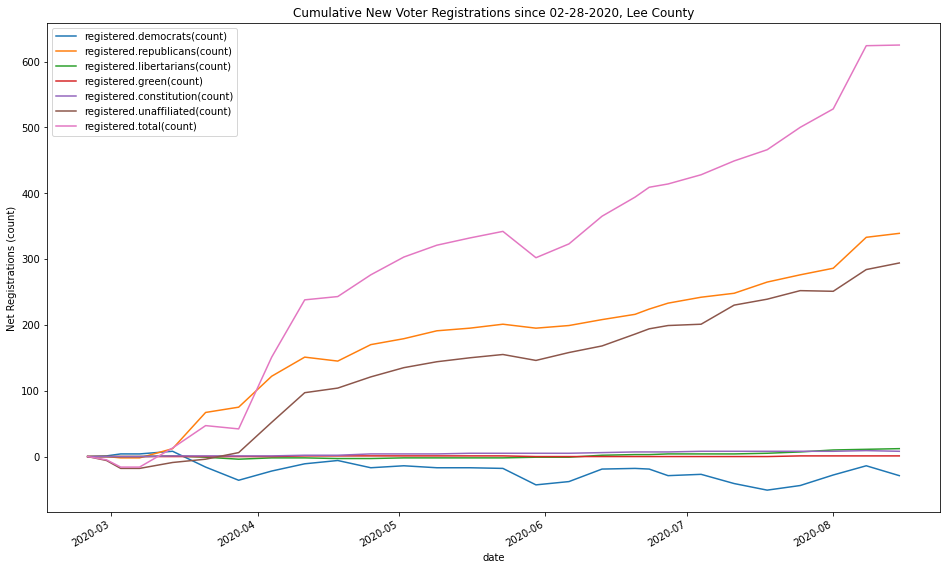 Cumulative New Voter Registrations since 02-28-2020, Lee County
registered.democrats(count)
registered.republicans(count)
registered.libertarians(count)
registered.green(count)
registered.constitution(count)
registered.unaffiliated(count)
registered.total(count)
Net Registrations (count)
600
500
400
300
200
100
0
2020-03
2020-04
2020-05
2020-06
2020-07
2020-08
date